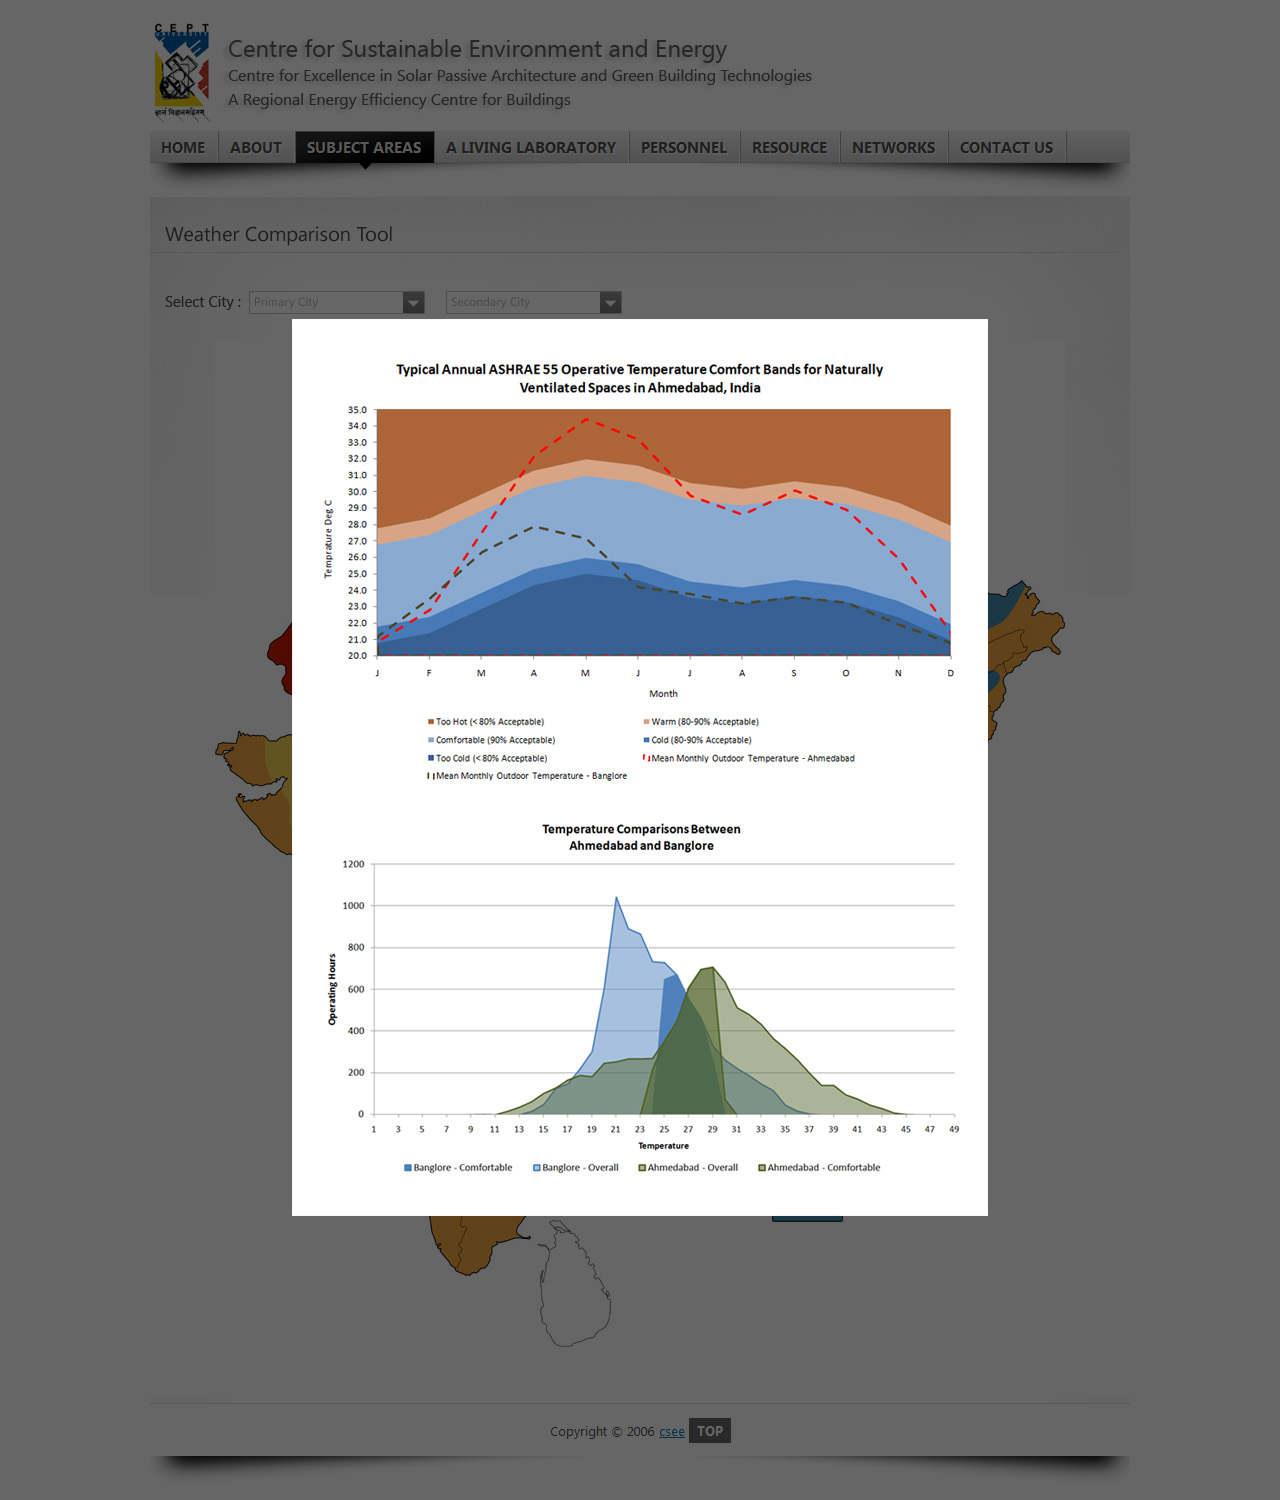 CEPT
UNIVERSITY
Centre for Sustainable Environment and Energy
Centre for Excellence in Solar Passive Architecture and Green Building Technologies
A Regional Energy Efficiency Centre for Buildings
HOME ABOUT SUBJECT AREAS A LIVING LABORATORY PERSONNEL RESOURCE NETWORKS CONTACT US
Weather Comparison Tool
Select City : Primary City Secondary City
Typical Annual ASHRAE 55 Operative Temperature Comfort Bands for Naturally
Ventilated Spaces in Ahmedabad, India
35.0
34.0
33.0
32.0
31.0
30.0
29.0
28.0
27.0
26.0
25.0
24.0
23.0
22.0
21.0
20.0
Temprature Deg C
J F M A M J J A S O N D
Month
Too Hot (< 80% Acceptable) Warm (80-90% Acceptable)
Comfortable (90% Acceptable) Cold (80-90% Acceptable)
Too Cold (< 80% Acceptable) Mean Monthly Outdoor Temperature - Ahmedabad
Mean Monthly Outdoor Temperature - Banglore
Temperature Comparisons Between
Ahmedabad and Banglore
1200
1000
800
600
400
200
0
Operating Hours
1 3 5 7 9 11 13 15 17 19 21 23 25 27 29 31 33 35 37 39 41 43 45 47 49
Temperature
Banglore - Comfortable Banglore - Overall Ahmedabad - Overall Ahmedabad - Comfortable
Copyright © 2006 csee TOP